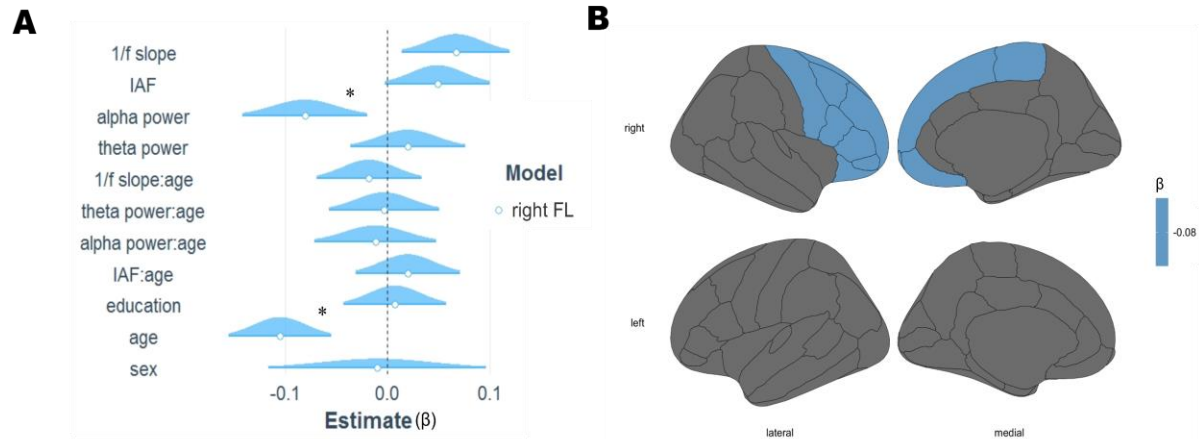 A
1/f slope
IAF
*
alpha power
theta power
1/f slope:age
theta power:age
alpha power:age
IAF:age
education
*
age
sex
-0.1
0.0
0.1
Estimate (β)
Model
right FL
B
right
left
lateral
medial
β
-0.08